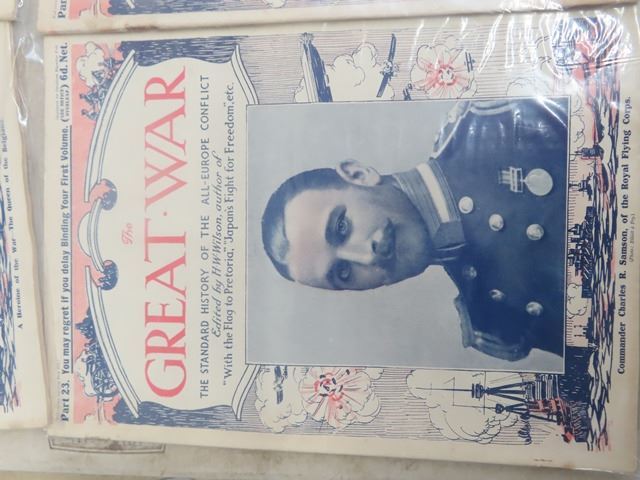 Part 23. You may regret if you delay Binding Your First Volume. 6d. Net.
The
GREAT · WAR
THE STANDARD HISTORY OF THE ALL-EUROPE CONFLICT
Edited by H·W·Wilson, author of
"With the Flag to Pretoria," "Japan's Fight for Freedom," etc.
Commander Charles R. Samson, of the Royal Flying Corps.
A Heroine of the War—The Queen of the Belgians.
Par